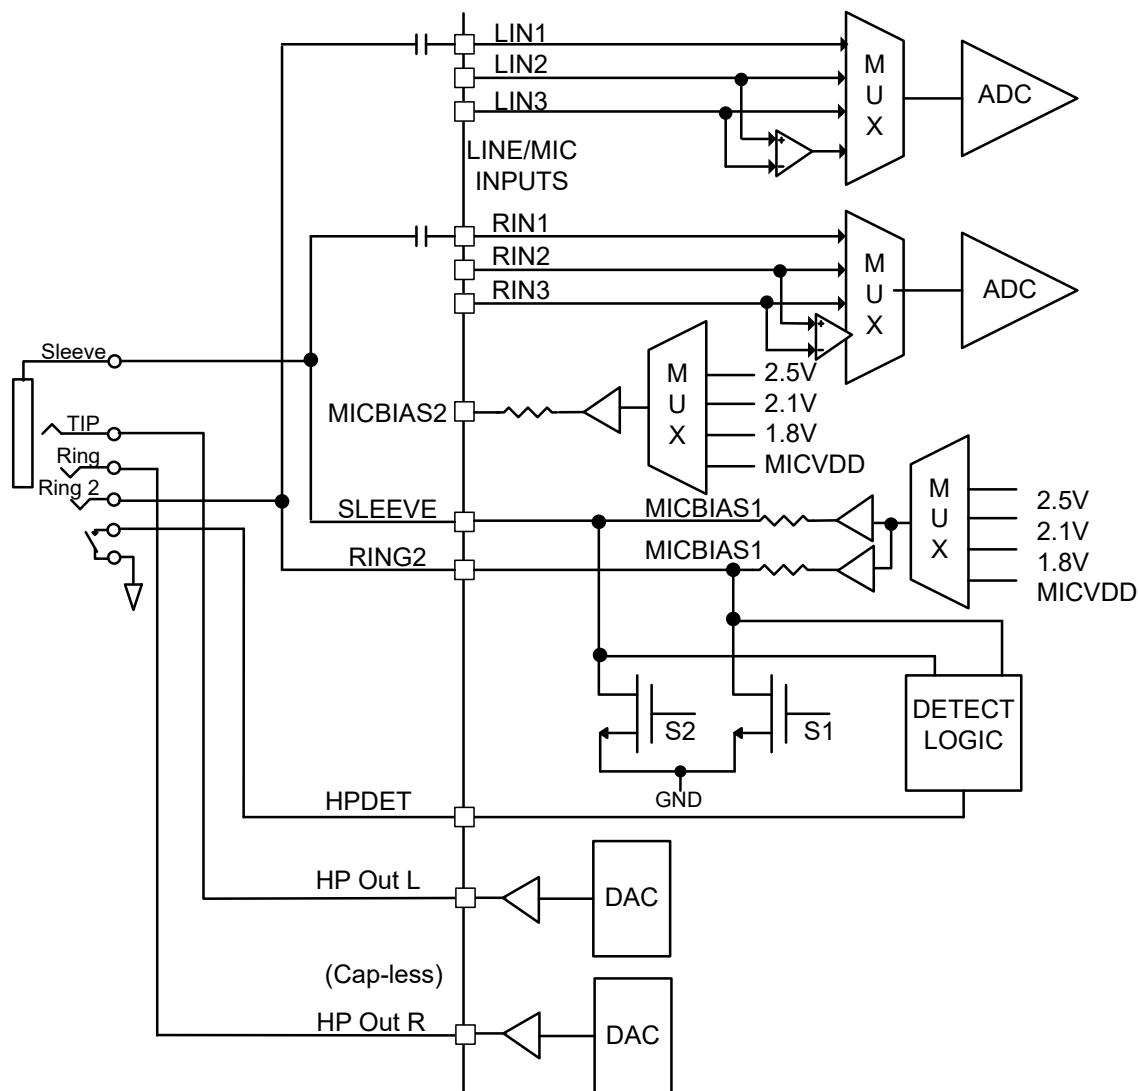 LIN1
LIN2
LIN3
LINE/MIC
INPUTS
M
U
X
ADC
RIN1
RIN2
RIN3
M
U
X
ADC
Sleeve
TIP
Ring
Ring 2
MICBIAS2
M
U
X
2.5V
2.1V
1.8V
MICVDD
SLEEVE
MICBIAS1
RING2
MICBIAS1
M
U
X
2.5V
2.1V
1.8V
MICVDD
S2
S1
GND
DETECT
LOGIC
HPDET
HP Out L
DAC
(Cap-less)
HP Out R
DAC